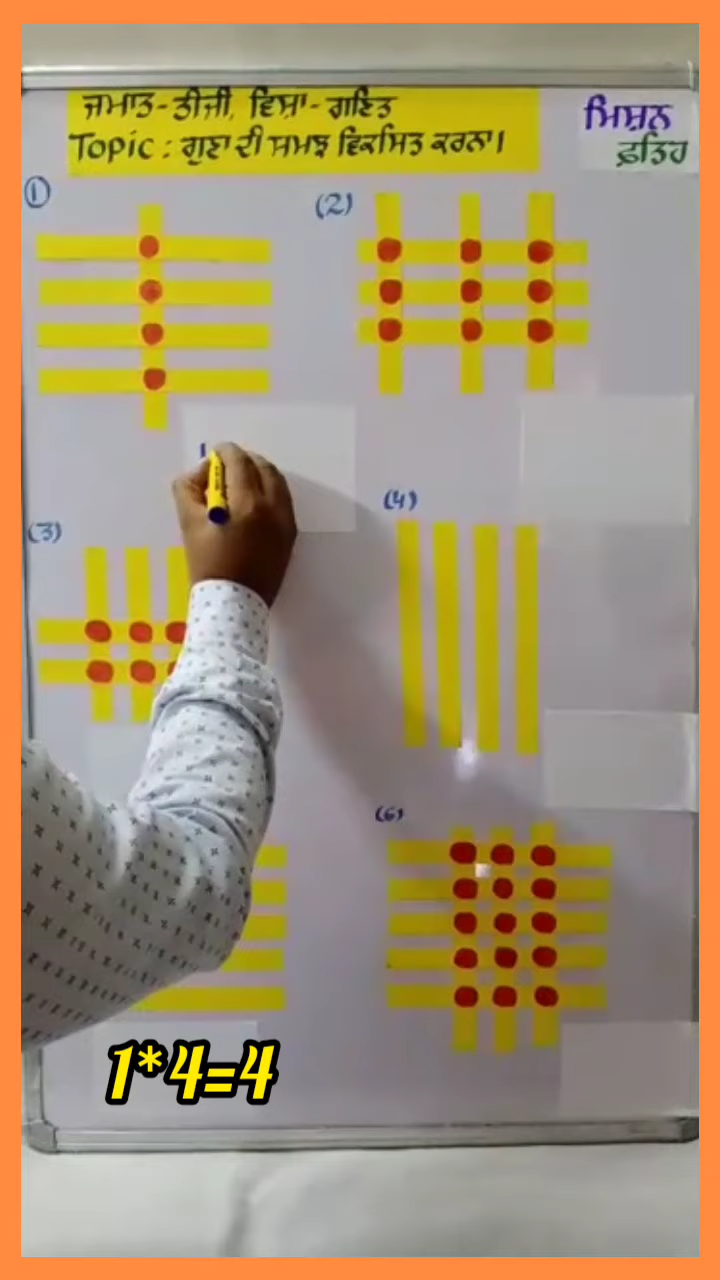 ਜਮਾਤ-ਤੀਜੀ, ਵਿਸ਼ਾ-ਗਣਿਤ
Topic : ਗੁਣਾ ਦੀ ਸਮਝ ਵਿਕਸਿਤ ਕਰਨਾ।
ਮਿਸ਼ਨ
ਫ਼ਤਿਹ
1
(2)
(3)
(4)
(6)
1*4=4